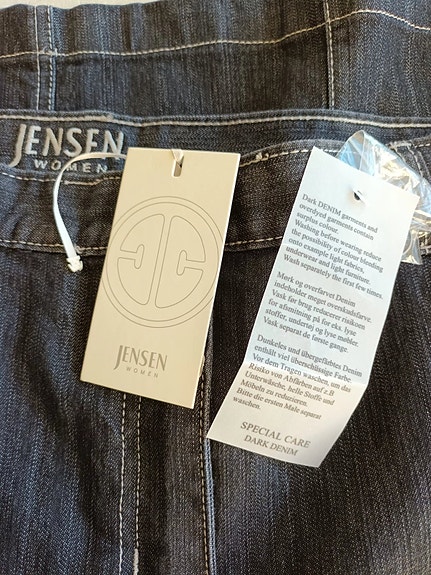 JENSEN
WOMEN
JENSEN
WOMEN
Dark DENIM garments and
overdyed garments contain
surplus colour.
Washing before wearing reduce
the possibility of colour blending
onto example light fabrics,
underwear and light furniture.
Wash separately the first few times.
Mørk og overfarvet Denim
indeholder meget overskudsfarve.
Vask før brug reducerer risikoen
for afsmitning på f.eks. lyse
stoffer, undertøj og lyse møbler.
Vask separat de første gange.
Dunkeles und übergefärbtes Denim
enthält viel überschüssige Farbe.
Vor dem Tragen waschen, um das
Risiko von Abfärben auf z.B
Unterwäsche, helle Stoffe und
Möbeln zu reduzieren.
Bitte die ersten Male separat
waschen.
SPECIAL CARE
DARK DENIM